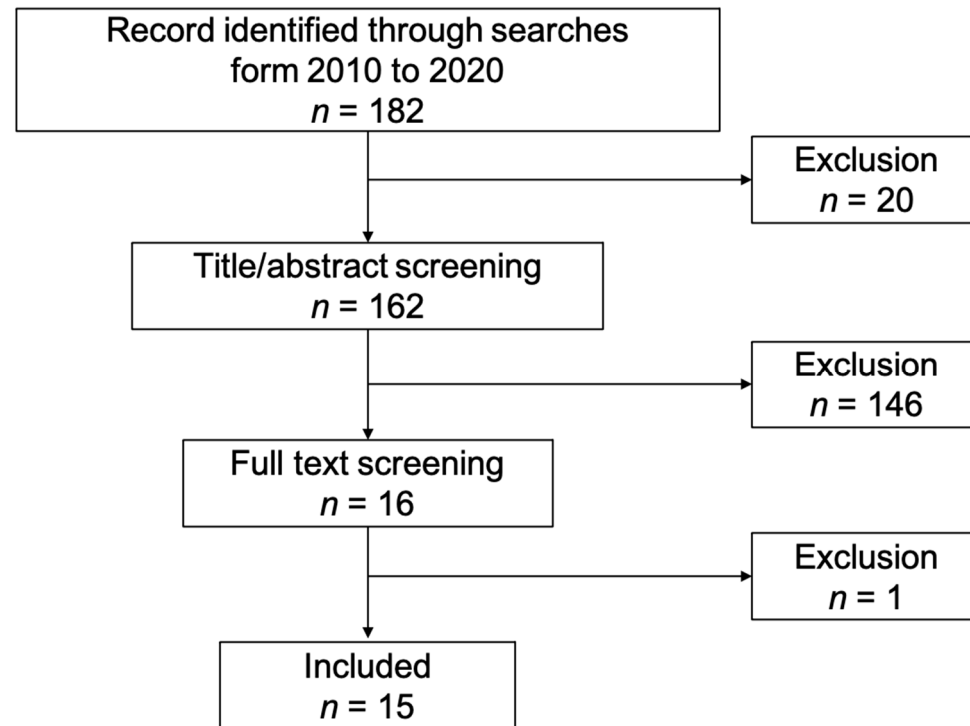 Record identified through searches
form 2010 to 2020
n = 182
Exclusion
n = 20
Title/abstract screening
n = 162
Exclusion
n = 146
Full text screening
n = 16
Exclusion
n = 1
Included
n = 15